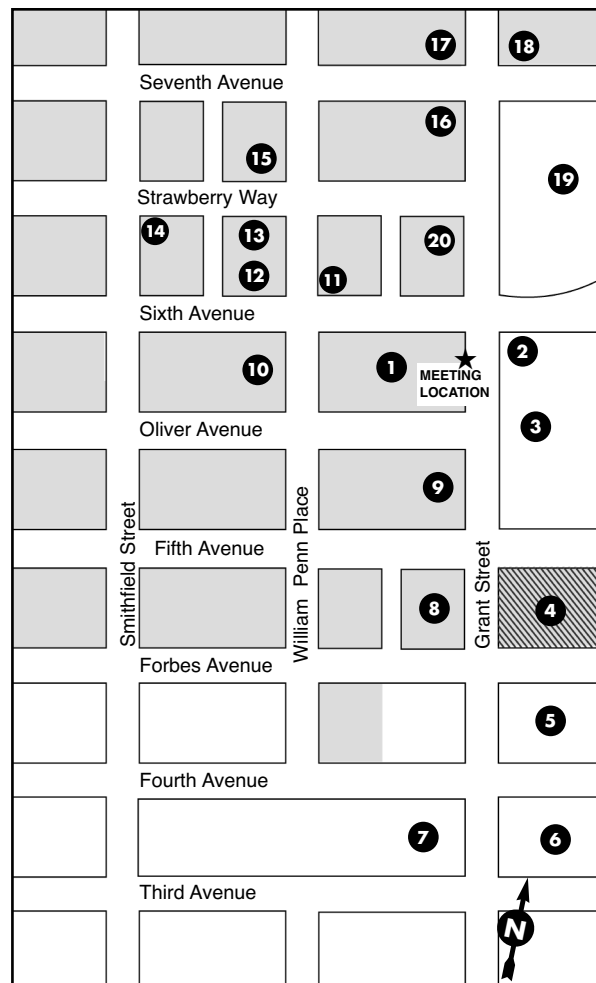 17
18
Seventh Avenue
16
15
19
Strawberry Way
14
13
20
12
11
Sixth Avenue
10
1
2
MEETING
LOCATION
3
Oliver Avenue
9
Smithfield Street
William Penn Place
Grant Street
Fifth Avenue
8
4
Forbes Avenue
5
Fourth Avenue
7
6
Third Avenue
N